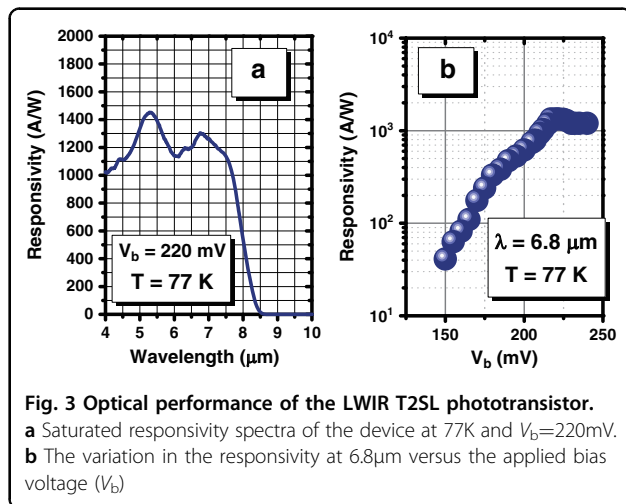 a
Responsivity (A/W)
2000
1800
1600
1400
1200
1000
800
600
400
200
0
V_b = 220 mV
T = 77 K
4 5 6 7 8 9 10
Wavelength (μm)
b
Responsivity (A/W)
10^4
10^3
10^2
10^1
λ = 6.8 μm
T = 77 K
150 200 250
V_b (mV)
Fig. 3 Optical performance of the LWIR T2SL phototransistor.
a Saturated responsivity spectra of the device at 77K and V_b=220mV.
b The variation in the responsivity at 6.8μm versus the applied bias
voltage (V_b)